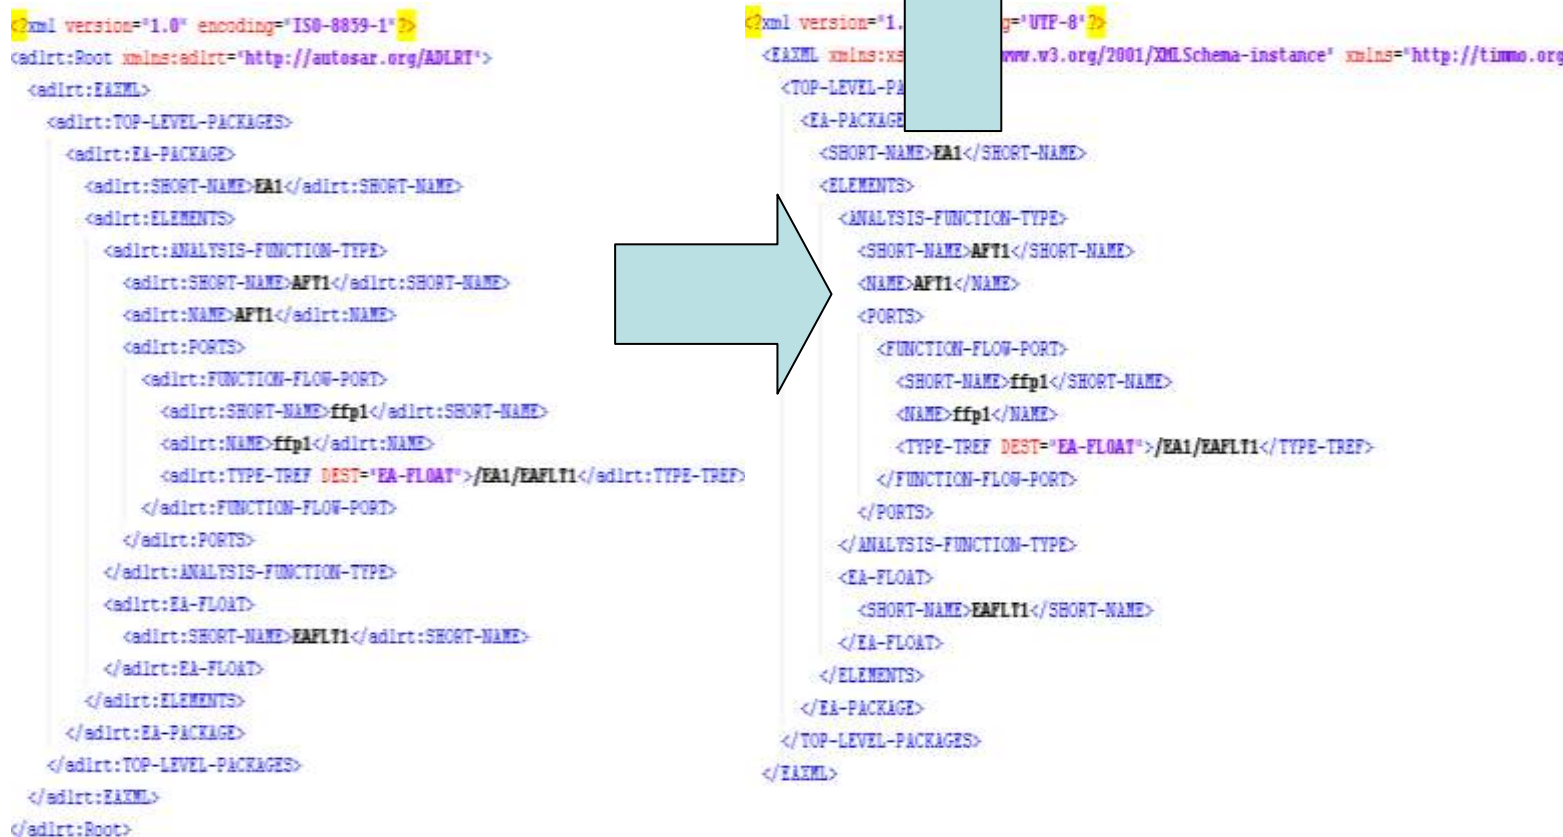 <?xml version="1.0" encoding="ISO-8859-1"?>
<adlrt:Root xmlns:adlrt="http://autosar.org/ADLRT">
<adlrt:EAXML>
<adlrt:TOP-LEVEL-PACKAGES>
<adlrt:EA-PACKAGE>
<adlrt:SHORT-NAME>EA1</adlrt:SHORT-NAME>
<adlrt:ELEMENTS>
<adlrt:ANALYSIS-FUNCTION-TYPE>
<adlrt:SHORT-NAME>AFT1</adlrt:SHORT-NAME>
<adlrt:NAME>AFT1</adlrt:NAME>
<adlrt:PORTS>
<adlrt:FUNCTION-FLOW-PORT>
<adlrt:SHORT-NAME>ffp1</adlrt:SHORT-NAME>
<adlrt:NAME>ffp1</adlrt:NAME>
<adlrt:TYPE-TREF DEST="EA-FLOAT">/EA1/EAFLT1</adlrt:TYPE-TREF>
</adlrt:FUNCTION-FLOW-PORT>
</adlrt:PORTS>
</adlrt:ANALYSIS-FUNCTION-TYPE>
<adlrt:EA-FLOAT>
<adlrt:SHORT-NAME>EAFLT1</adlrt:SHORT-NAME>
</adlrt:EA-FLOAT>
</adlrt:ELEMENTS>
</adlrt:EA-PACKAGE>
</adlrt:TOP-LEVEL-PACKAGES>
</adlrt:EAXML>
</adlrt:Root>
<?xml version="1. g="UTF-8"?>
<EAXML xmlns:xs www.w3.org/2001/XMLSchema-instance" xmlns="http://timmo.org
<TOP-LEVEL-PA
<EA-PACKAGE
<SHORT-NAME>EA1</SHORT-NAME>
<ELEMENTS>
<ANALYSIS-FUNCTION-TYPE>
<SHORT-NAME>AFT1</SHORT-NAME>
<NAME>AFT1</NAME>
<PORTS>
<FUNCTION-FLOW-PORT>
<SHORT-NAME>ffp1</SHORT-NAME>
<NAME>ffp1</NAME>
<TYPE-TREF DEST="EA-FLOAT">/EA1/EAFLT1</TYPE-TREF>
</FUNCTION-FLOW-PORT>
</PORTS>
</ANALYSIS-FUNCTION-TYPE>
<EA-FLOAT>
<SHORT-NAME>EAFLT1</SHORT-NAME>
</EA-FLOAT>
</ELEMENTS>
</EA-PACKAGE>
</TOP-LEVEL-PACKAGES>
</EAXML>